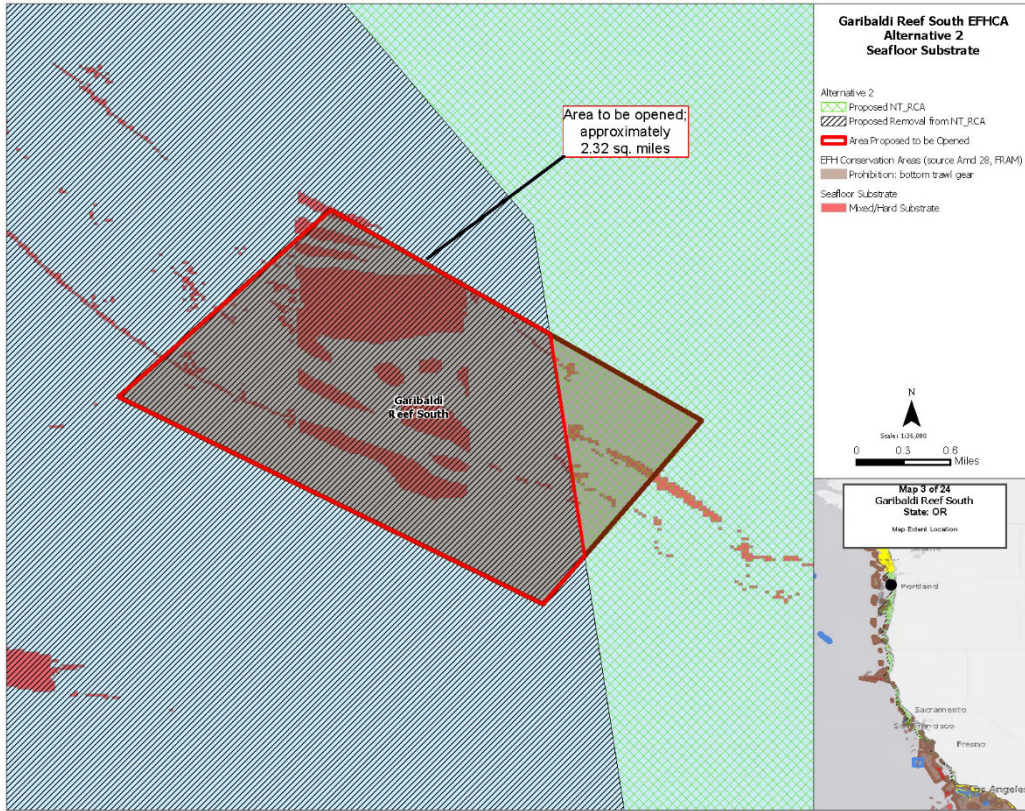 Garibaldi Reef South EFHCA
Alternative 2
Seafloor Substrate
Alternative 2
Proposed NT_RCA
Proposed Removal from NT_RCA
Area Proposed to be Opened
EFH Conservation Areas (source Amd 28, FRAM)
Prohibition: bottom trawl gear
Seafloor Substrate
Mixed/Hard Substrate
Area to be opened;
approximately
2.32 sq. miles
Garibaldi
Reef South
N
Scale: 1:36,000
0 0.3 0.6
Miles
Map 3 of 24
Garibaldi Reef South
State: OR
Map Extent Location
Portland
Sacramento
San Francisco
Fresno
Los Angeles